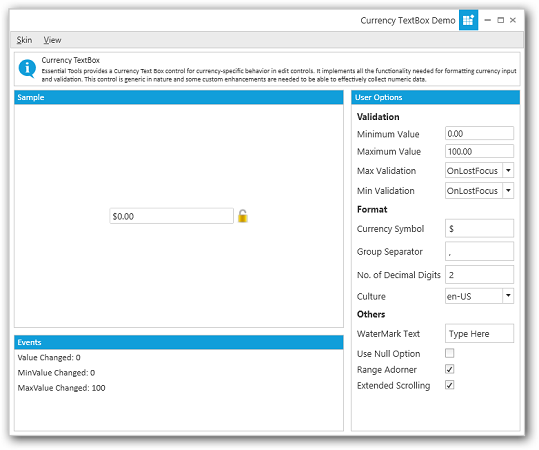 Currency TextBox Demo
Skin View
Currency TextBox
Essential Tools provides a Currency Text Box control for currency-specific behavior in edit controls. It implements all the functionality needed for formatting currency input
and validation. This control is generic in nature and some custom enhancements are needed to be able to effectively collect numeric data.
Sample
$0.00
Events
Value Changed: 0
MinValue Changed: 0
MaxValue Changed: 100
User Options
Validation
Minimum Value 0.00
Maximum Value 100.00
Max Validation OnLostFocus
Min Validation OnLostFocus
Format
Currency Symbol $
Group Separator ,
No. of Decimal Digits 2
Culture en-US
Others
WaterMark Text Type Here
Use Null Option
Range Adorner
Extended Scrolling